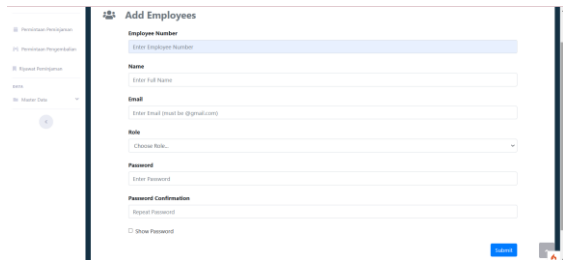 Add Employees
Permintaan Peminjaman
Permintaan Pengembalian
Riwayat Peminjaman
MENU
Master Data
Employee Number
Enter Employee Number
Name
Enter Full Name
Email
Enter Email (must be @gmail.com)
Role
Choose Role...
Password
Enter Password
Password Confirmation
Repeat Password
Show Password
Submit